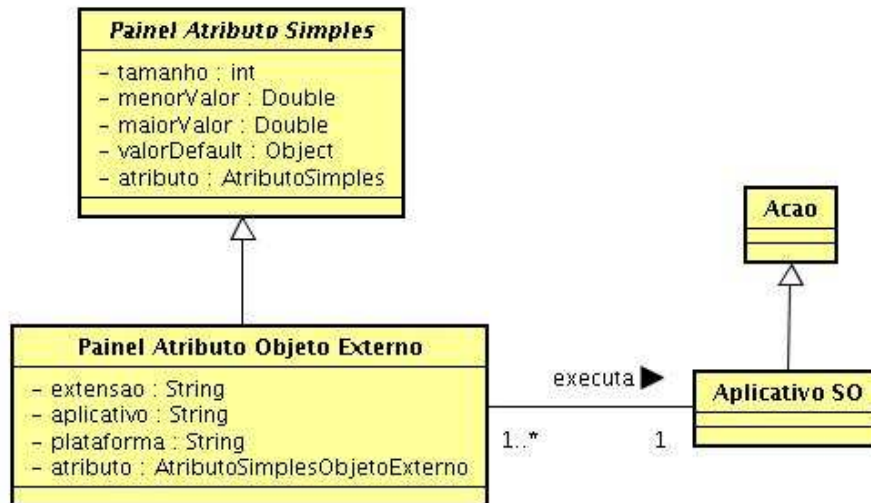 Painel Atributo Simples
- tamanho : int
- menorValor : Double
- maiorValor : Double
- valorDefault : Object
- atributo : AtributoSimples
Acao
Painel Atributo Objeto Externo
- extensao : String
- aplicativo : String
- plataforma : String
- atributo : AtributoSimplesObjetoExterno
executa ▶
1..*
1
Aplicativo SO